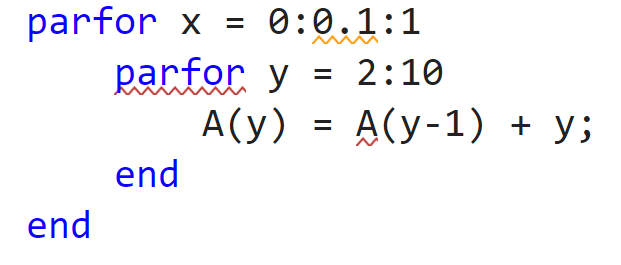 parfor x = 0:0.1:1
parfor y = 2:10
A(y) = A(y-1) + y;
end
end